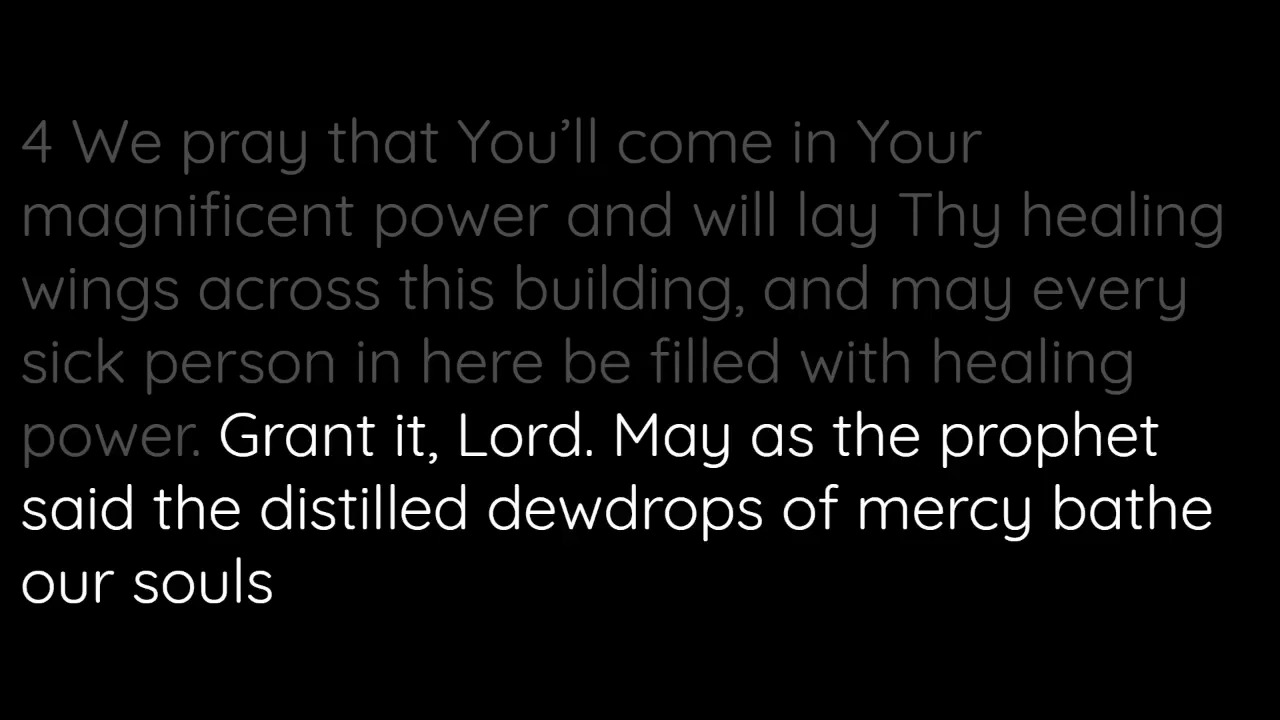 4 We pray that You’ll come in Your
magnificent power and will lay Thy healing
wings across this building, and may every
sick person in here be filled with healing
power. Grant it, Lord. May as the prophet
said the distilled dewdrops of mercy bathe
our souls